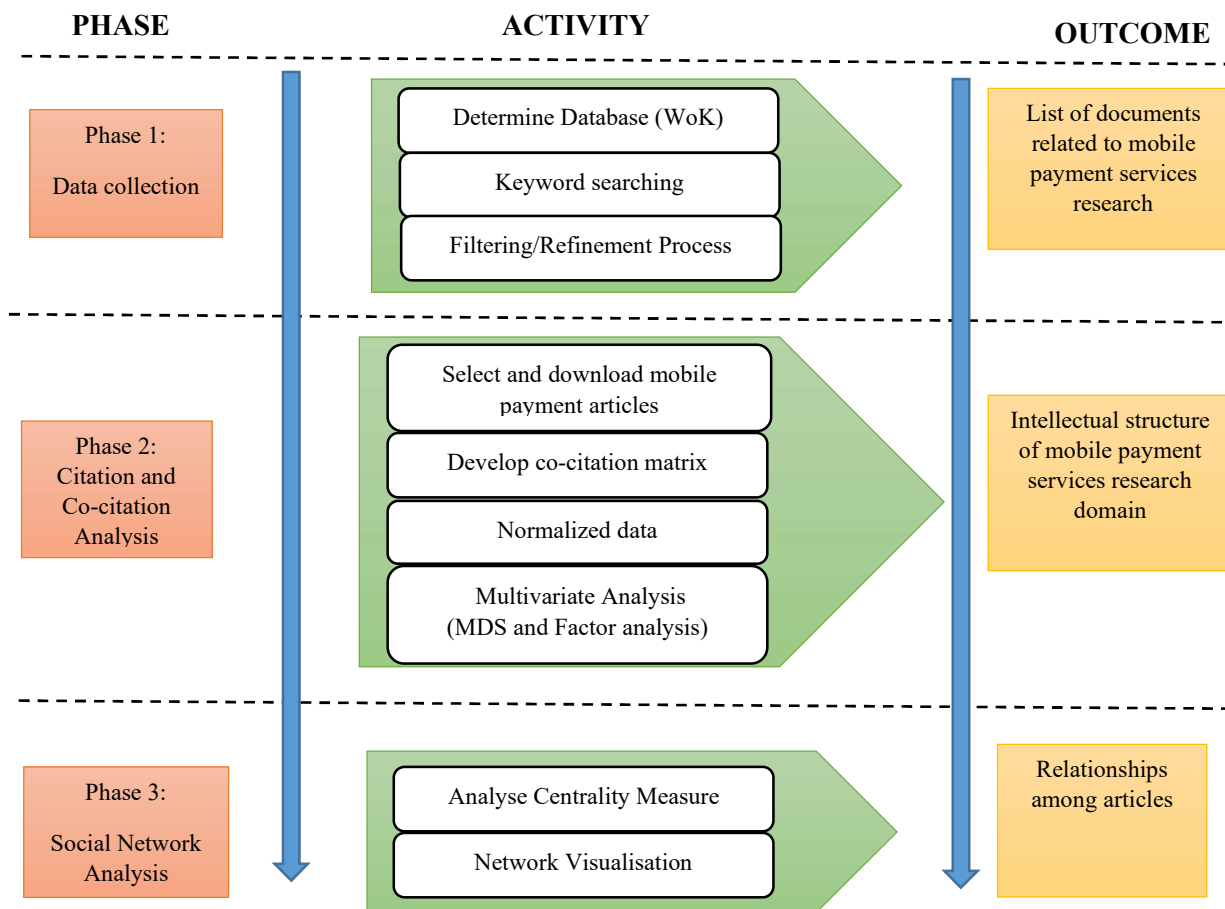 PHASE
ACTIVITY
OUTCOME
Phase 1:
Data collection
Determine Database (WoK)
Keyword searching
Filtering/Refinement Process
List of documents
related to mobile
payment services
research
Phase 2:
Citation and
Co-citation
Analysis
Select and download mobile
payment articles
Develop co-citation matrix
Normalized data
Multivariate Analysis
(MDS and Factor analysis)
Intellectual structure
of mobile payment
services research
domain
Phase 3:
Social Network
Analysis
Analyse Centrality Measure
Network Visualisation
Relationships
among articles